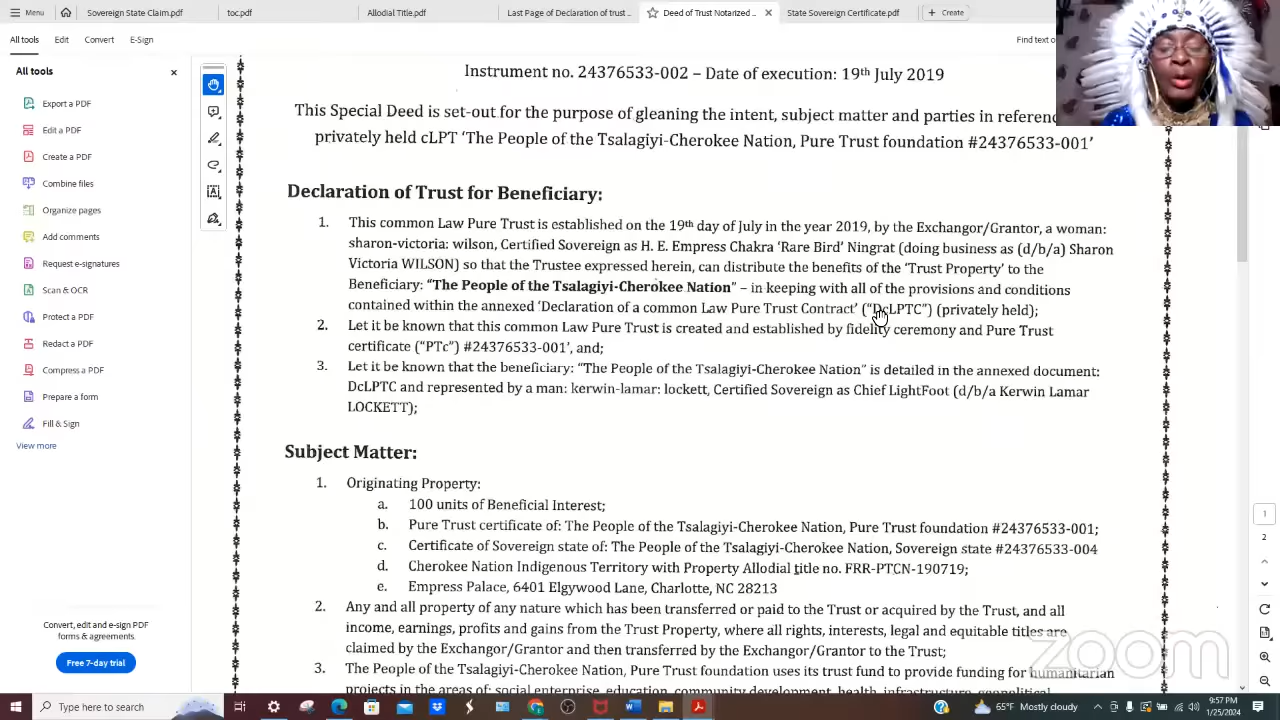 Menu
Sovereign State Claim.pdf
toc.pdf
Allodial Title.pdf
Last Page of Declaration of trust ...
Deed of Trust Notarized ...
State Sovereign Certificate.pdf
+ Create
All tools
Edit
Convert
E-Sign
Find text o
All tools
Export a PDF
Edit a PDF
Create a PDF
Combine files
Organize pages
Add comments
Request e-signatures
Scan & OCR
Protect a PDF
Redact a PDF
Compress a PDF
Prepare a form
Fill & Sign
View more
Convert, edit and e-sign PDF
forms & agreements.
Free 7-day trial
Instrument no. 24376533-002 – Date of execution: 19th July 2019
This Special Deed is set-out for the purpose of gleaning the intent, subject matter and parties in referenc
privately held cLPT 'The People of the Tsalagiyi-Cherokee Nation, Pure Trust foundation #24376533-001'
Declaration of Trust for Beneficiary:
1. This common Law Pure Trust is established on the 19th day of July in the year 2019, by the Exchangor/Grantor, a woman:
sharon-victoria: wilson, Certified Sovereign as H. E. Empress Chakra 'Rare Bird' Ningrat (doing business as (d/b/a) Sharon
Victoria WILSON) so that the Trustee expressed herein, can distribute the benefits of the 'Trust Property' to the
Beneficiary: "The People of the Tsalagiyi-Cherokee Nation" – in keeping with all of the provisions and conditions
contained within the annexed 'Declaration of a common Law Pure Trust Contract' ("DcLPTC") (privately held);
2. Let it be known that this common Law Pure Trust is created and established by fidelity ceremony and Pure Trust
certificate ("PTc") #24376533-001', and;
3. Let it be known that the beneficiary: "The People of the Tsalagiyi-Cherokee Nation" is detailed in the annexed document:
DcLPTC and represented by a man: kerwin-lamar: lockett, Certified Sovereign as Chief LightFoot (d/b/a Kerwin Lamar
LOCKETT);
Subject Matter:
1. Originating Property:
a. 100 units of Beneficial Interest;
b. Pure Trust certificate of: The People of the Tsalagiyi-Cherokee Nation, Pure Trust foundation #24376533-001;
c. Certificate of Sovereign state of: The People of the Tsalagiyi-Cherokee Nation, Sovereign state #24376533-004
d. Cherokee Nation Indigenous Territory with Property Allodial title no. FRR-PTCN-190719;
e. Empress Palace, 6401 Elgywood Lane, Charlotte, NC 28213
2. Any and all property of any nature which has been transferred or paid to the Trust or acquired by the Trust, and all
income, earnings, profits and gains from the Trust Property, where all rights, interests, legal and equitable titles are
claimed by the Exchangor/Grantor and then transferred by the Exchangor/Grantor to the Trust;
3. The People of the Tsalagiyi-Cherokee Nation, Pure Trust foundation uses its trust fund to provide funding for humanitarian
projects in the areas of: social enterprise, education, community development, health, infrastructure, geopolitical
1
2
zoom
Type here to search
65°F Mostly cloudy
9:57 PM
1/25/2024